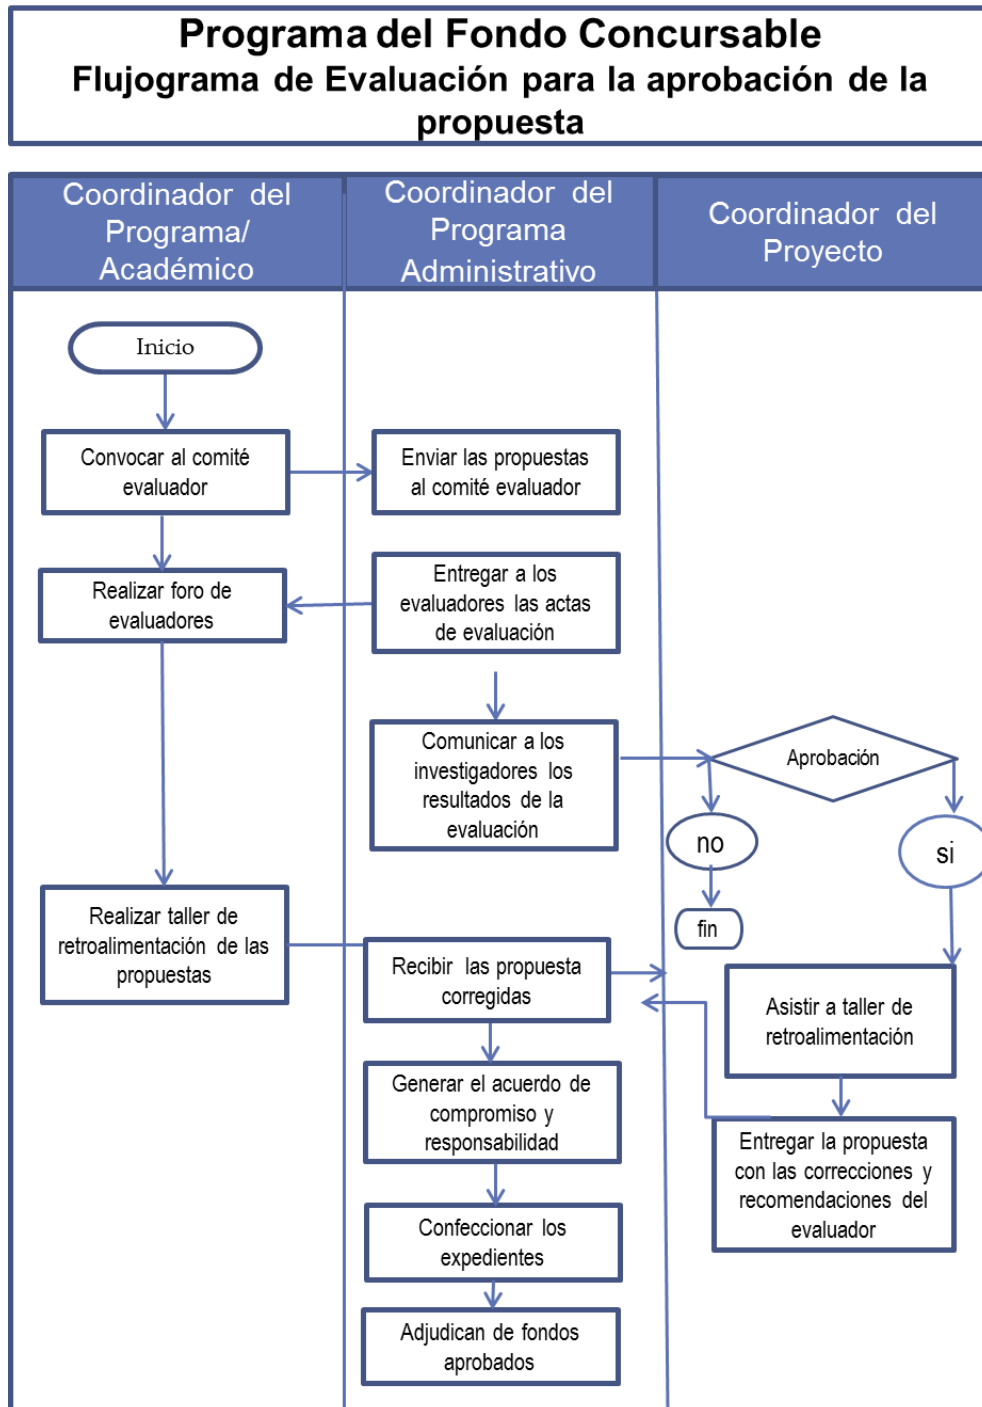 Programa del Fondo Concursable
Flujograma de Evaluación para la aprobación de la
propuesta
Coordinador del
Programa/
Académico
Coordinador del
Programa
Administrativo
Coordinador del
Proyecto
Inicio
Convocar al comité
evaluador
Enviar las propuestas
al comité evaluador
Realizar foro de
evaluadores
Entregar a los
evaluadores las actas
de evaluación
Comunicar a los
investigadores los
resultados de la
evaluación
Aprobación
no
si
fin
Realizar taller de
retroalimentación de las
propuestas
Recibir las propuesta
corregidas
Asistir a taller de
retroalimentación
Generar el acuerdo de
compromiso y
responsabilidad
Entregar la propuesta
con las correcciones y
recomendaciones del
evaluador
Confeccionar los
expedientes
Adjudican de fondos
aprobados